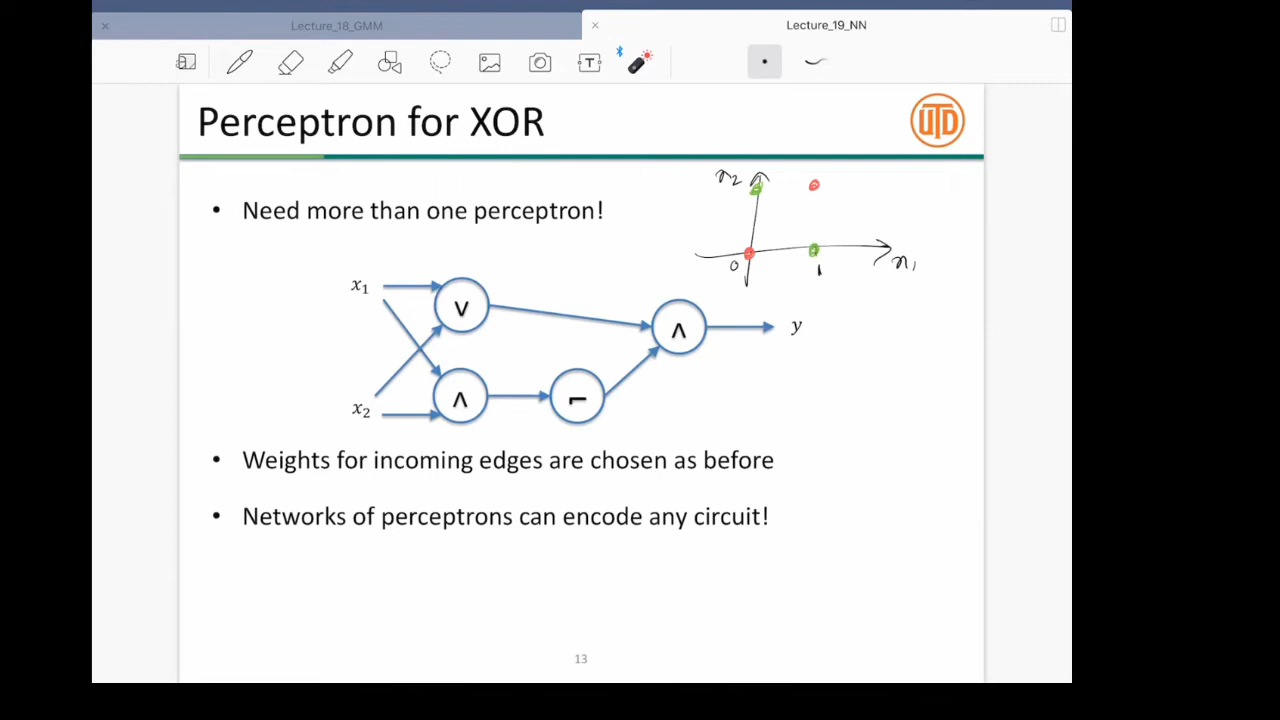 Lecture_18_GMM
Lecture_19_NN
T
Perceptron for XOR
UTD
x2
• Need more than one perceptron!
0
1
x1
x₁
∨
∧
y
x₂
∧
⌐
• Weights for incoming edges are chosen as before
• Networks of perceptrons can encode any circuit!
13